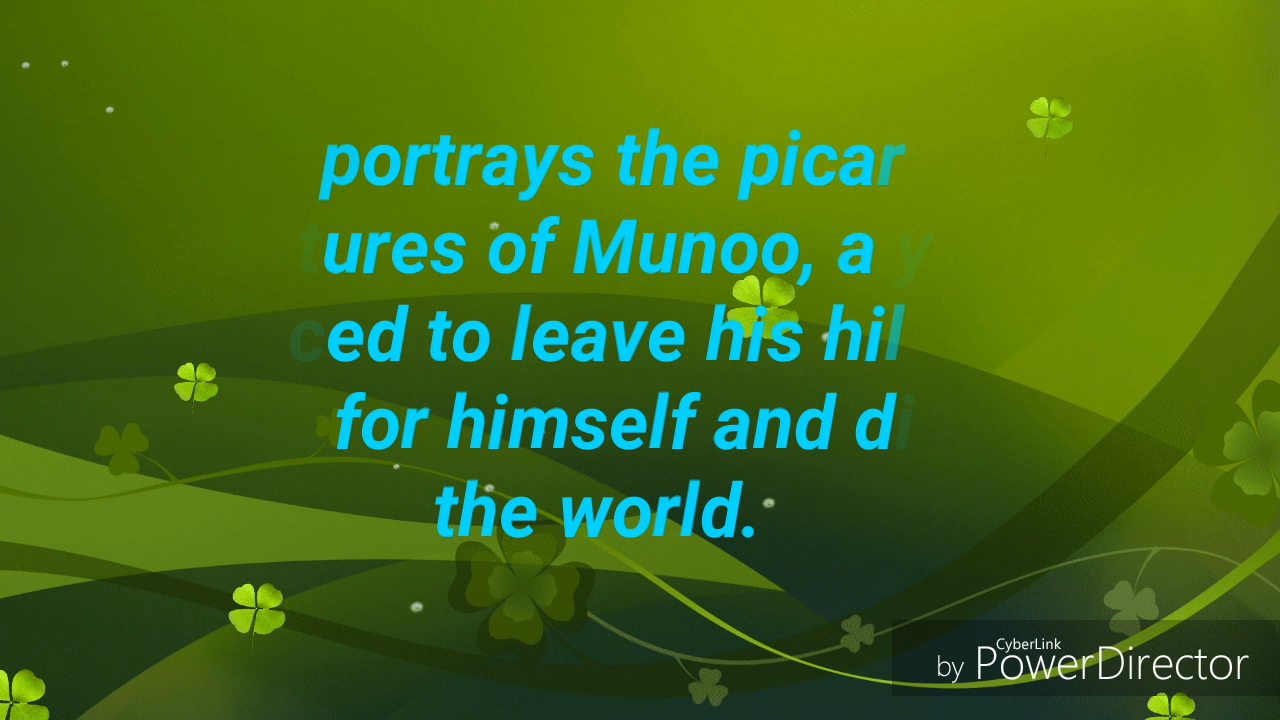 portrays the picar
tures of Munoo, a y
ced to leave his hil
for himself and di
the world.
CyberLink
by PowerDirector